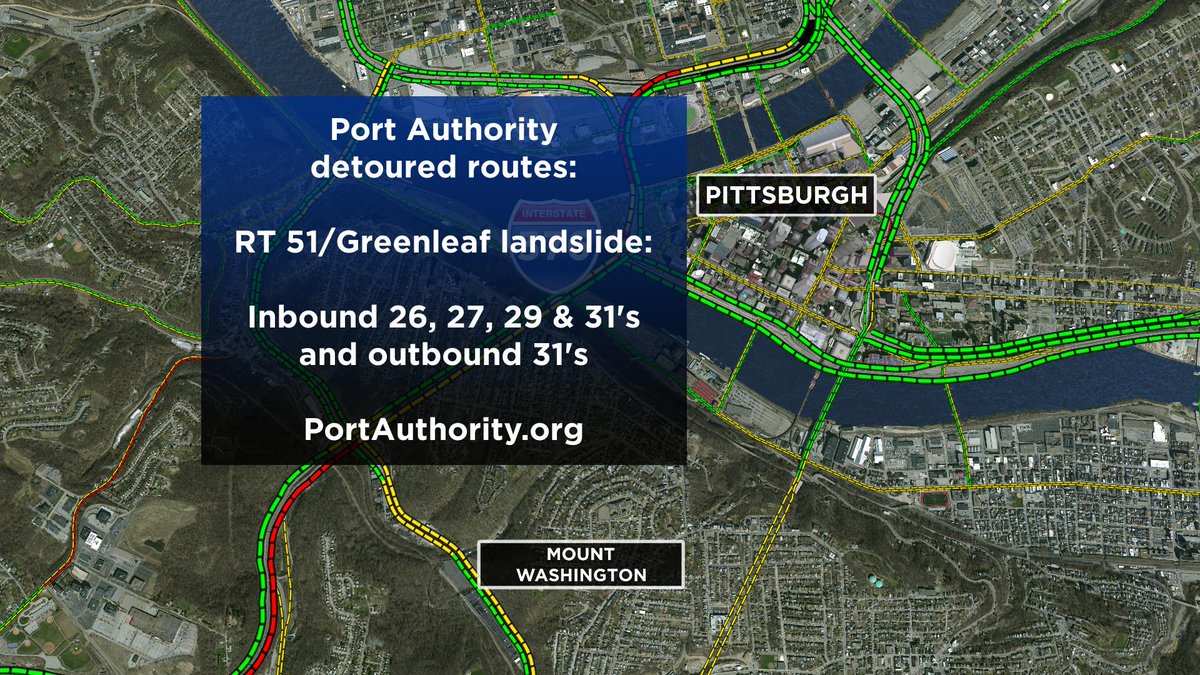 Port Authority
detoured routes:
RT 51/Greenleaf landslide:
Inbound 26, 27, 29 & 31's
and outbound 31's
PortAuthority.org
PITTSBURGH
MOUNT
WASHINGTON
INTERSTATE